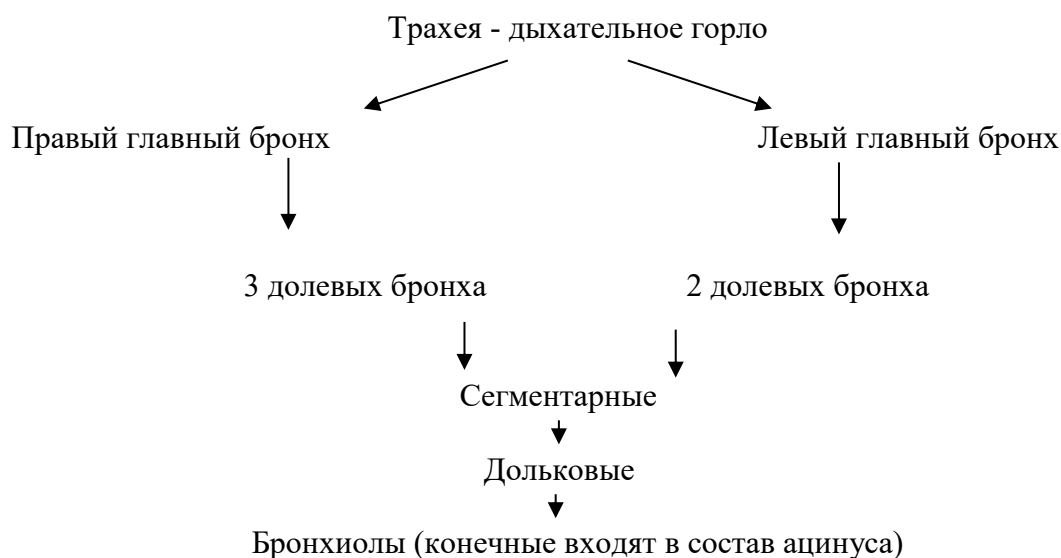 Трахея - дыхательное горло
Правый главный бронх
Левый главный бронх
3 долевых бронха
2 долевых бронха
Сегментарные
Дольковые
Бронхиолы (конечные входят в состав ацинуса)